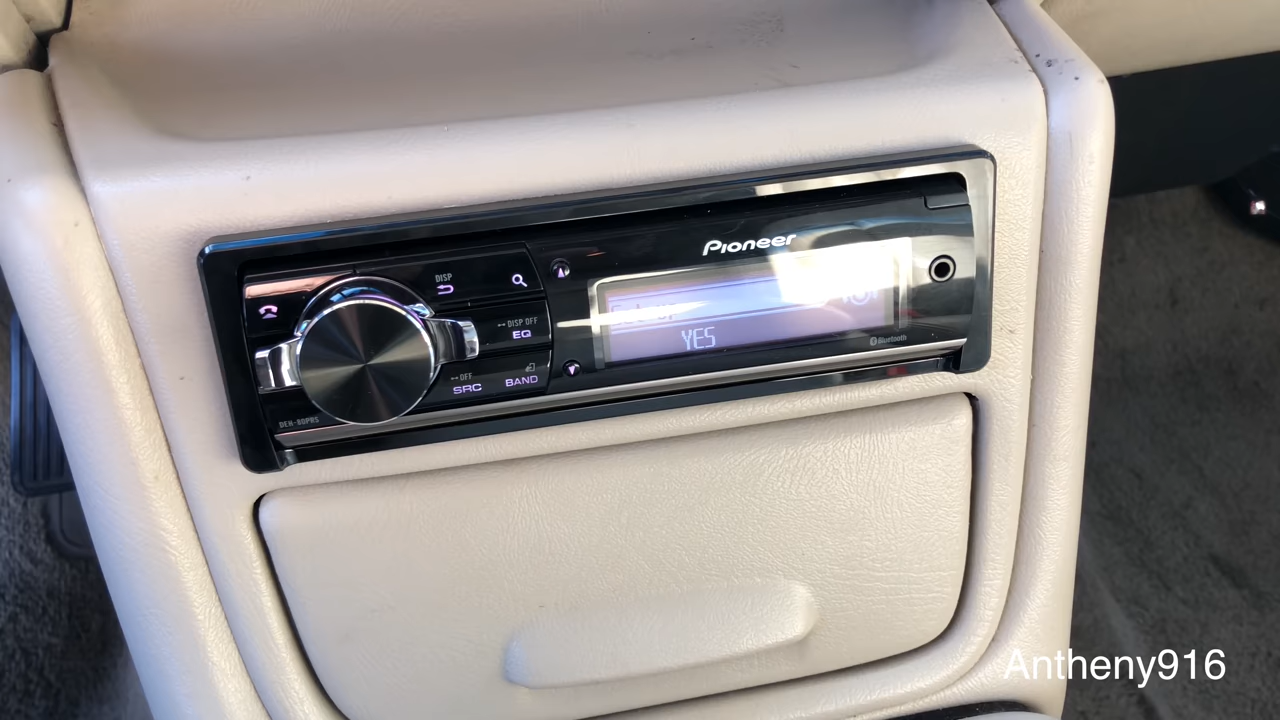 Pioneer
DISP
DISP OFF
EQ
YES
Bluetooth
OFF
SRC
BAND
DEH-80PRS
Antheny916